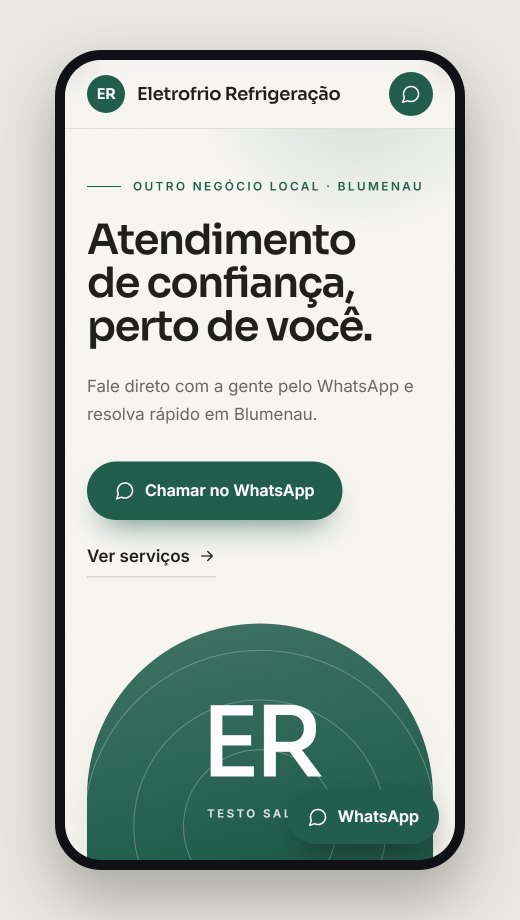 ER Eletrofrio Refrigeração
OUTRO NEGÓCIO LOCAL · BLUMENAU
Atendimento
de confiança,
perto de você.
Fale direto com a gente pelo WhatsApp e
resolva rápido em Blumenau.
Chamar no WhatsApp
Ver serviços →
ER
TESTO
WhatsApp